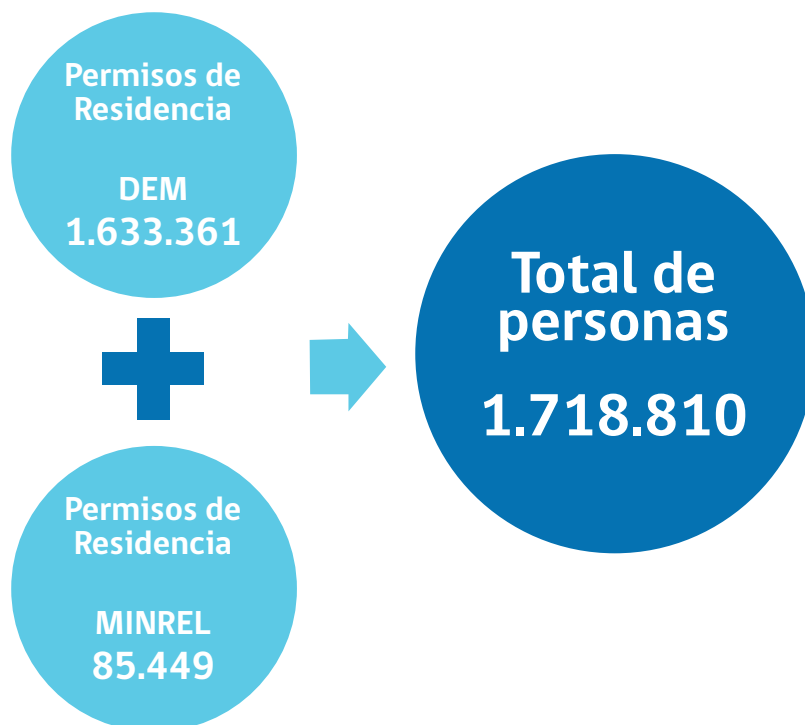 Permisos de
Residencia
DEM
1.633.361
Total de
personas
1.718.810
Permisos de
Residencia
MINREL
85.449